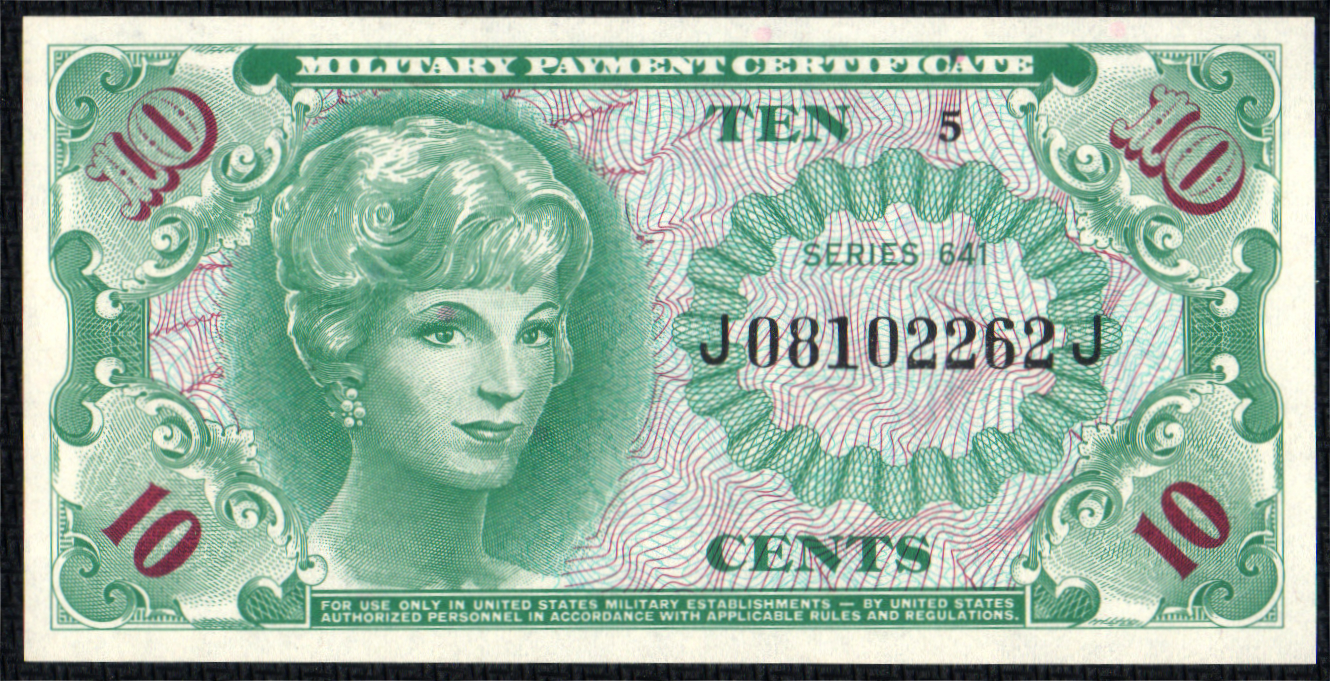 MILITARY PAYMENT CERTIFICATE
10
TEN 5
10
SERIES 641
J08102262J
10
CENTS
10
FOR USE ONLY IN UNITED STATES MILITARY ESTABLISHMENTS — BY UNITED STATES
AUTHORIZED PERSONNEL IN ACCORDANCE WITH APPLICABLE RULES AND REGULATIONS.